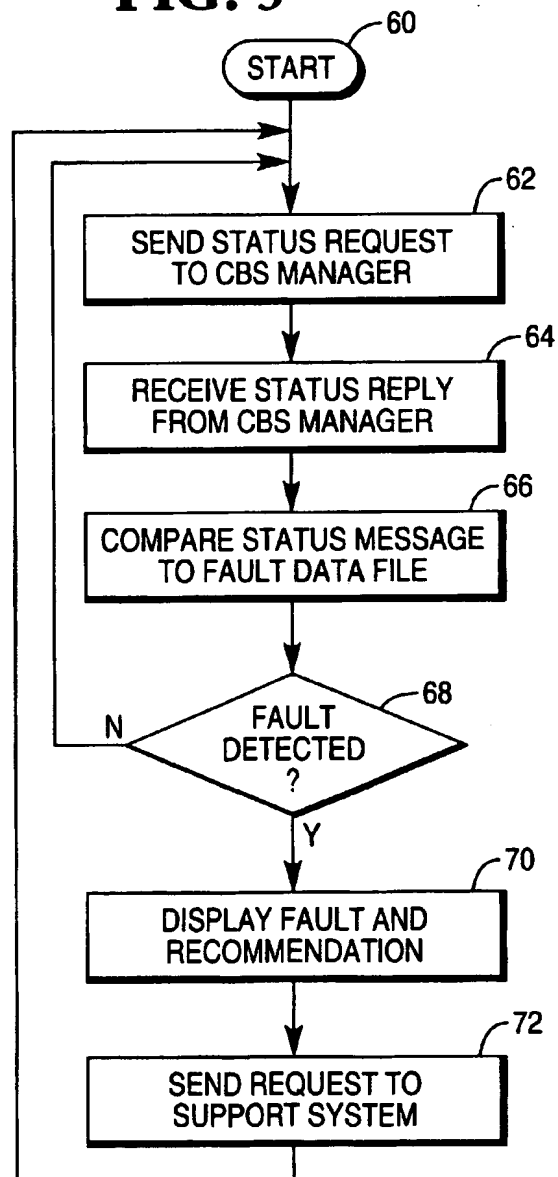 60
START
62
SEND STATUS REQUEST
TO CBS MANAGER
64
RECEIVE STATUS REPLY
FROM CBS MANAGER
66
COMPARE STATUS MESSAGE
TO FAULT DATA FILE
68
FAULT
DETECTED
?
N
Y
70
DISPLAY FAULT AND
RECOMMENDATION
72
SEND REQUEST TO
SUPPORT SYSTEM